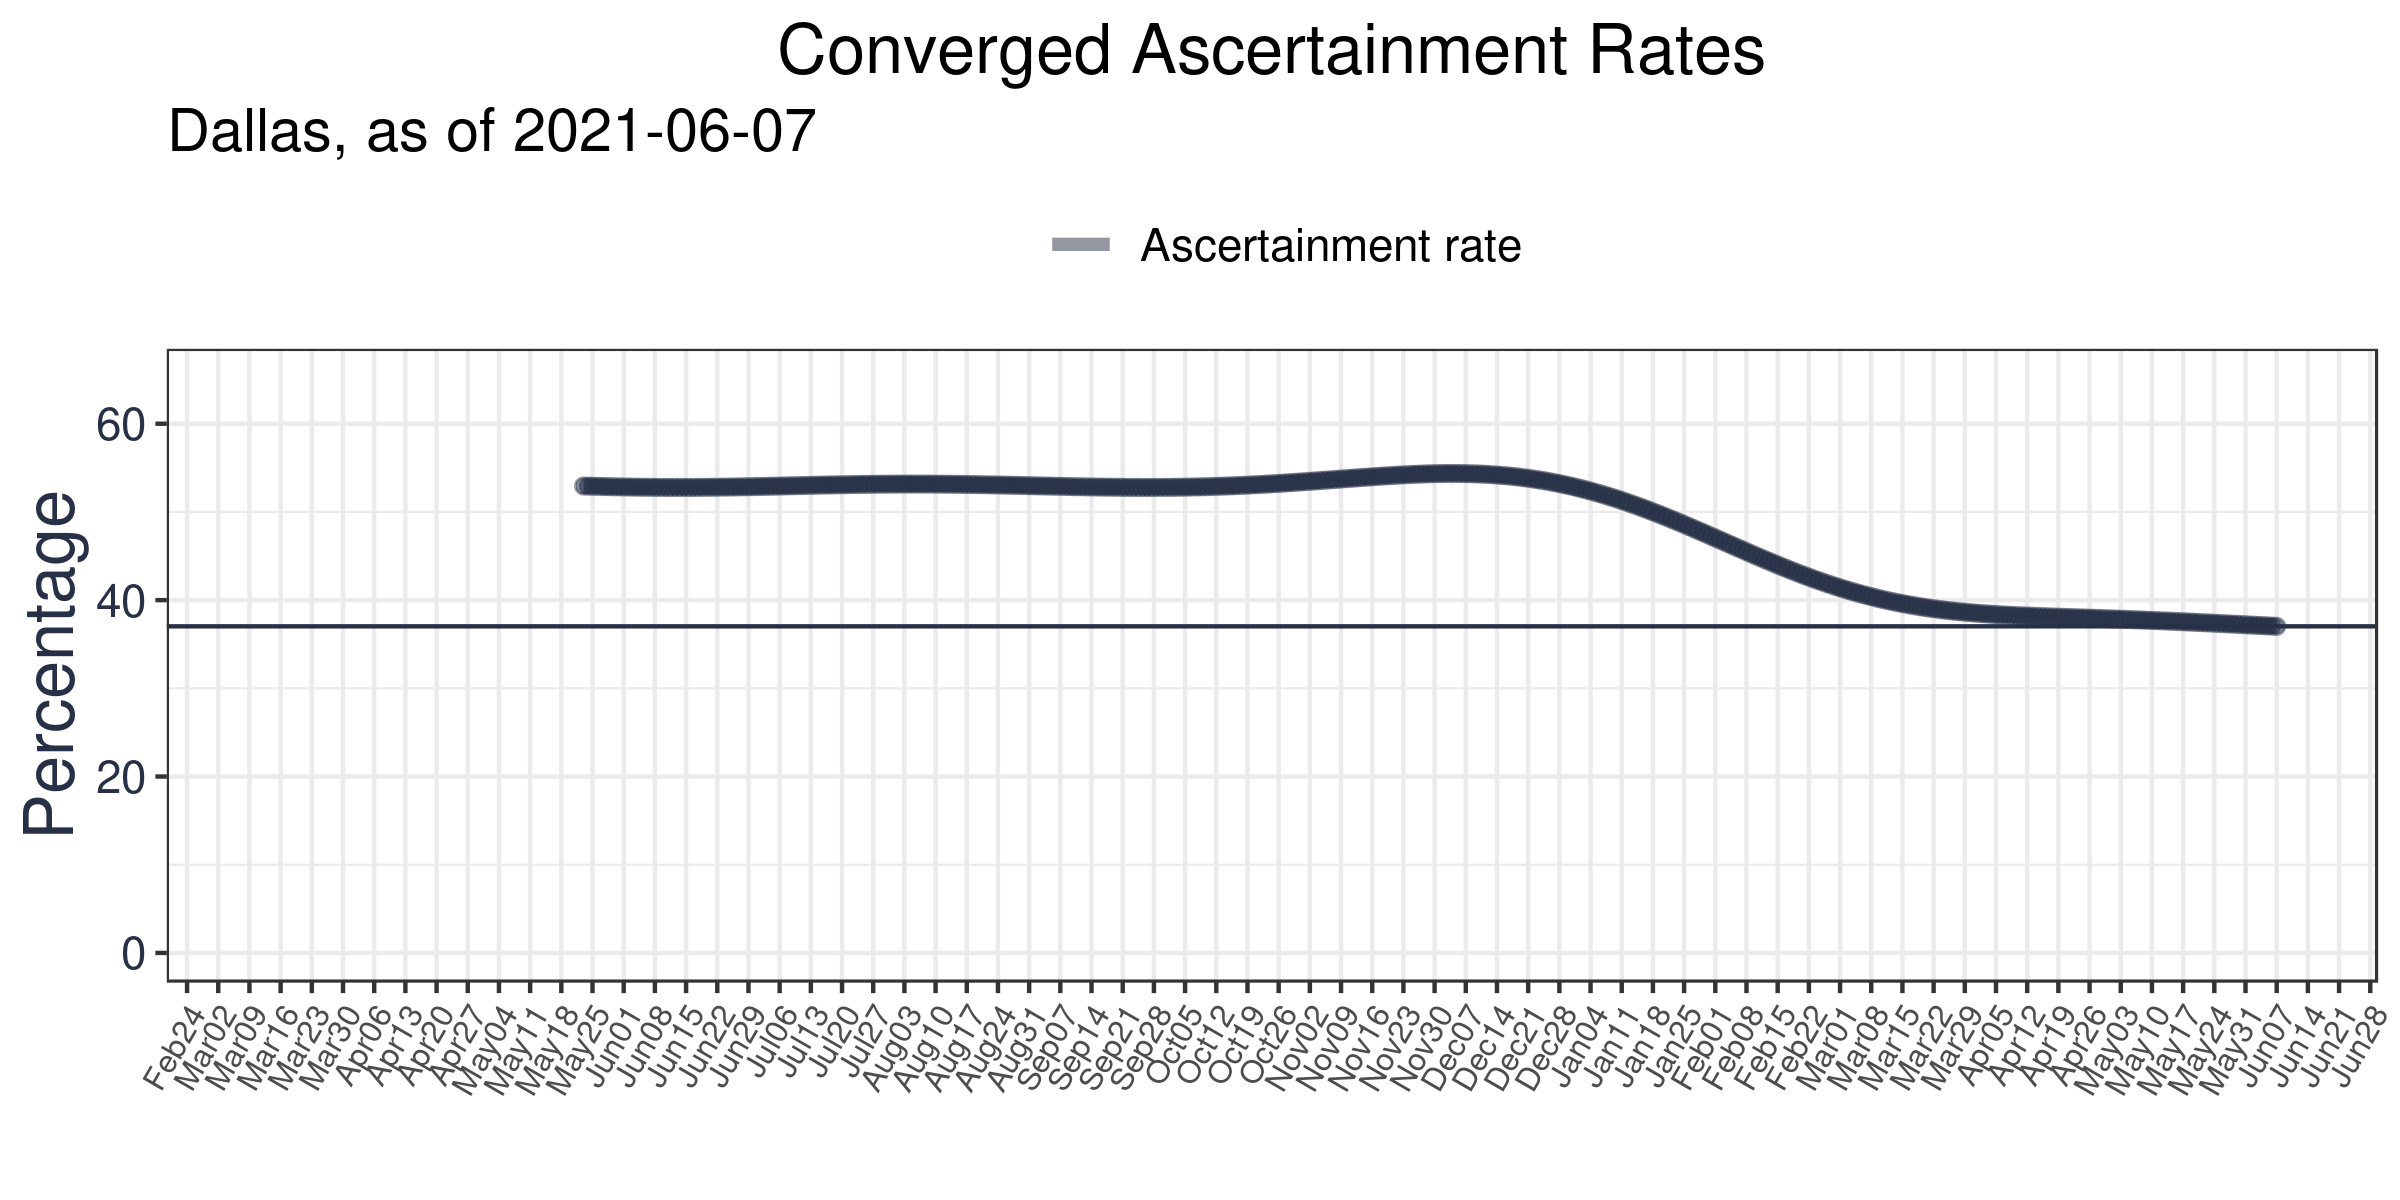 Converged Ascertainment Rates
Dallas, as of 2021-06-07
Ascertainment rate
Percentage
60
40
20
0
Feb24
Mar02
Mar09
Mar16
Mar23
Mar30
Apr06
Apr13
Apr20
Apr27
May04
May11
May18
May25
Jun01
Jun08
Jun15
Jun22
Jun29
Jul06
Jul13
Jul20
Jul27
Aug03
Aug10
Aug17
Aug24
Aug31
Sep07
Sep14
Sep21
Sep28
Oct05
Oct12
Oct19
Oct26
Nov02
Nov09
Nov16
Nov23
Nov30
Dec07
Dec14
Dec21
Dec28
Jan04
Jan11
Jan18
Jan25
Feb01
Feb08
Feb15
Feb22
Mar01
Mar08
Mar15
Mar22
Mar29
Apr05
Apr12
Apr19
Apr26
May03
May10
May17
May24
May31
Jun07
Jun14
Jun21
Jun28